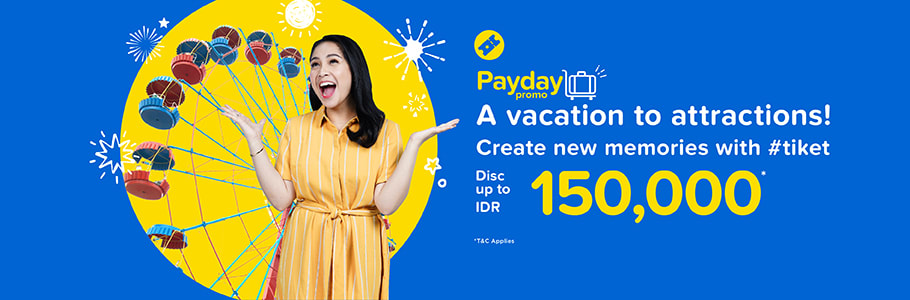 Payday
promo
A vacation to attractions!
Create new memories with #tiket
Disc
up to
IDR
150,000*
*T&C Applies